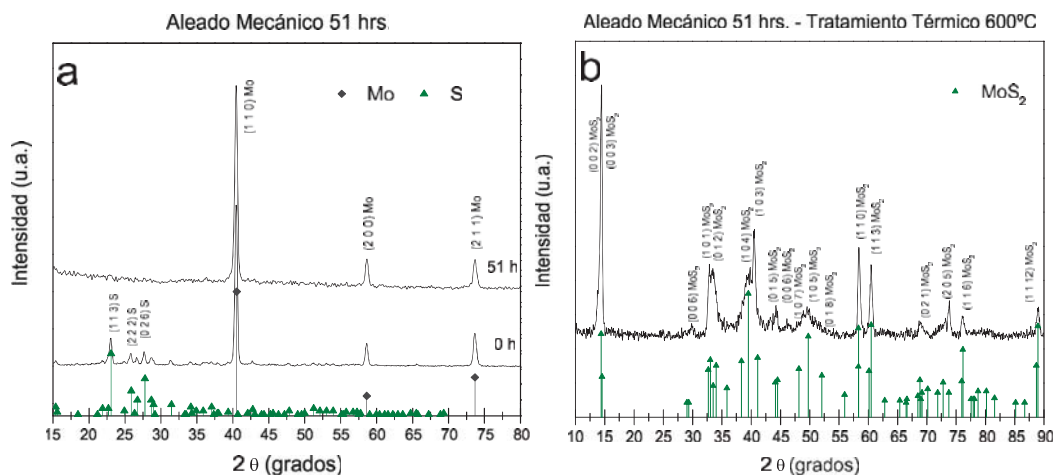 Aleado Mecánico 51 hrs.
a
Mo
S
[1 1 0] Mo
[2 0 0] Mo
[2 1 1] Mo
[1 1 3] S
[2 2 2] S
[0 2 6] S
51 h
0 h
Intensidad (u.a.)
15 20 25 30 35 40 45 50 55 60 65 70 75 80
2 θ (grados)
Aleado Mecánico 51 hrs. - Tratamiento Térmico 600ºC
b
MoS2
(0 0 2) MoS2
(0 0 3) MoS2
[0 0 6] MoS2
(1 0 1) MoS2
[0 1 2] MoS2
(1 0 4) MoS2
(1 0 3) MoS2
[0 1 5] MoS2
(0 0 6) MoS2
(1 0 7) MoS2
(1 0 5) MoS2
(0 1 8) MoS2
(1 1 0) MoS2
[1 1 3] MoS2
[0 2 1] MoS2
(2 0 5) MoS2
(1 1 6) MoS2
[1 1 12] MoS2
Intensidad (u.a.)
10 15 20 25 30 35 40 45 50 55 60 65 70 75 80 85 90
2 θ (grados)